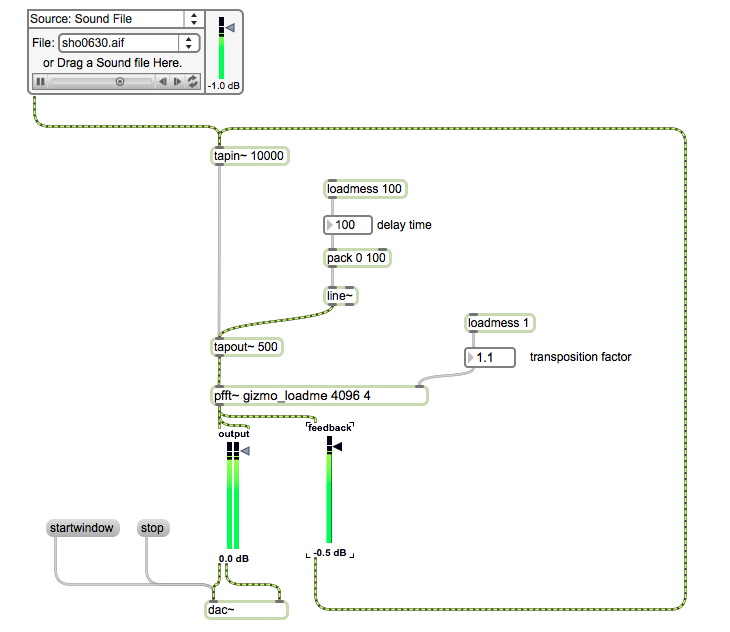 Source: Sound File
File: sho0630.aif
or Drag a Sound file Here.
-1.0 dB
tapin~ 10000
loadmess 100
100 delay time
pack 0 100
line~
loadmess 1
tapout~ 500
1.1 transposition factor
pfft~ gizmo_loadme 4096 4
output
feedback
startwindow
stop
0.0 dB
-0.5 dB
dac~